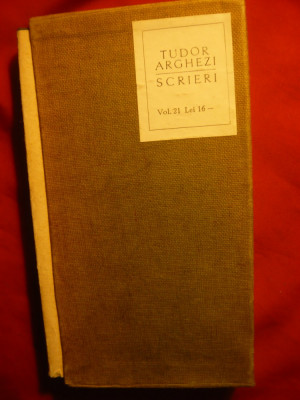 TUDOR
ARGHEZI
SCRIERI
Vol. 21 Lei 16 —